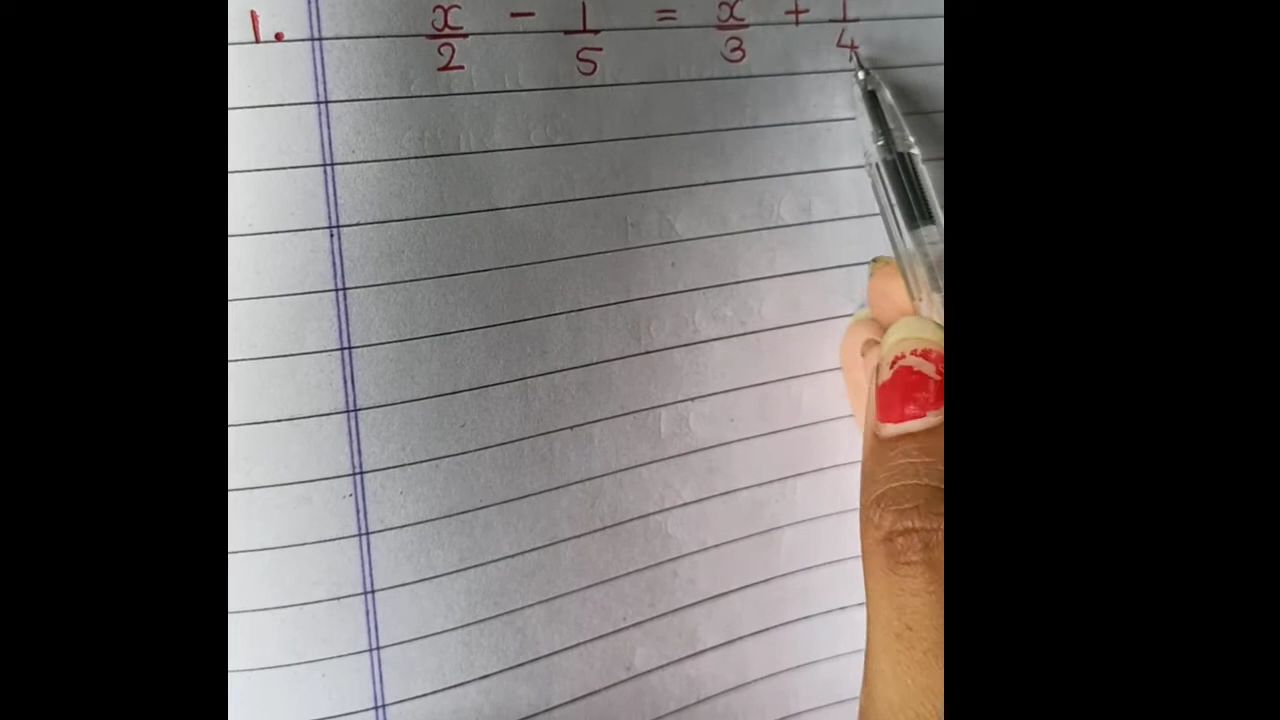 1. x/2 - 1/5 = x/3 + 1/4